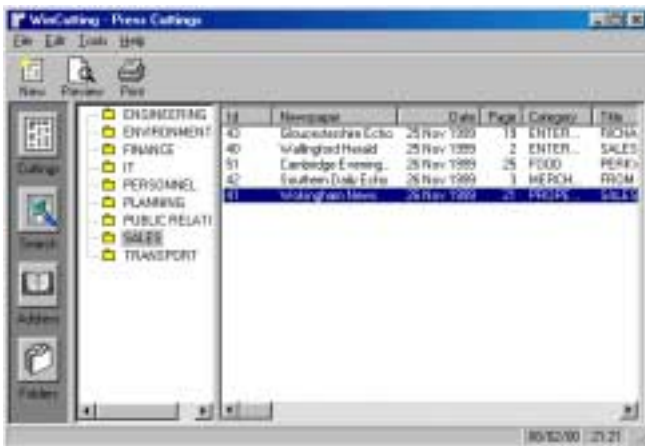 WinCutting - Press Cuttings
File Edit Tools Help
New Preview Print
Cuttings
Search
Address
Folders
ENGINEERING
ENVIRONMENT
FINANCE
IT
PERSONNEL
PLANNING
PUBLIC RELATI
SALES
TRANSPORT
Id Newspaper Date Page Category Title
43 Gloucestershire Echo 25 Nov 1999 19 ENTER... RICHA
40 Wallingford Herald 25 Nov 1999 2 ENTER... SALES
51 Cambridge Evening... 26 Nov 1999 25 FOOD PERK
42 Southern Daily Echo 26 Nov 1999 MERCH... FROM
41 Wokingham News 26 Nov 1999 21 PROPE... SALES
21:21